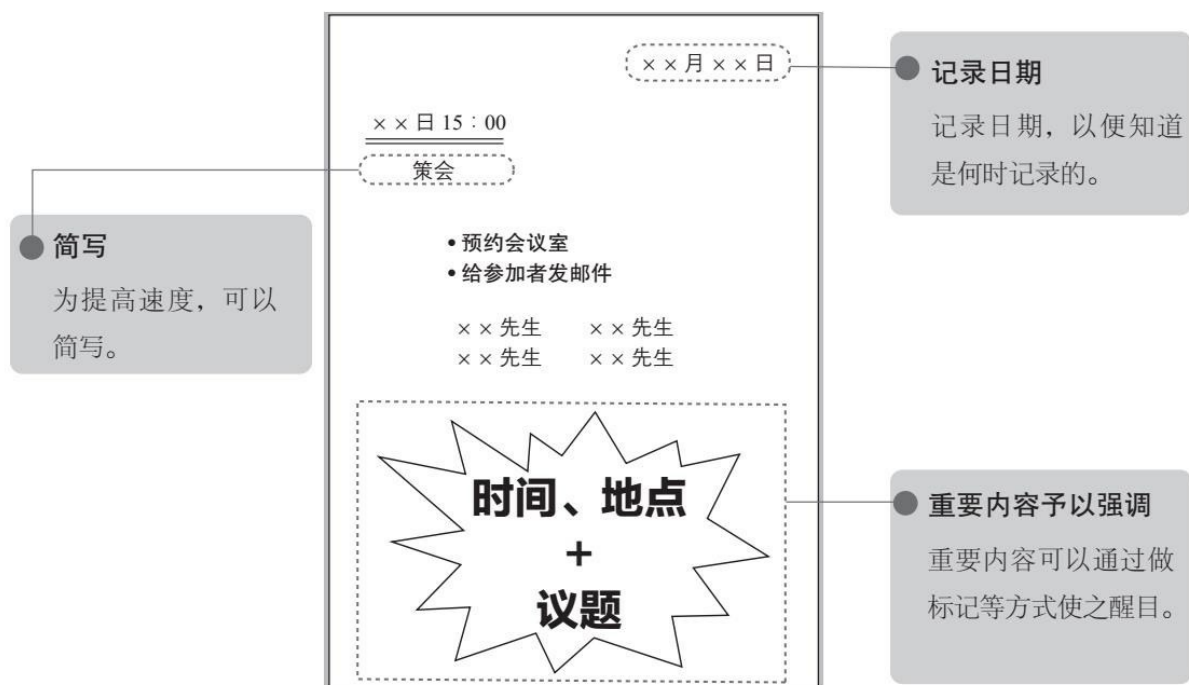 ××月××日
记录日期
记录日期，以便知道
是何时记录的。
××日 15：00
策会
简写
为提高速度，可以
简写。
• 预约会议室
• 给参加者发邮件
××先生 ××先生
××先生 ××先生
时间、地点
+
议题
重要内容予以强调
重要内容可以通过做
标记等方式使之醒目。